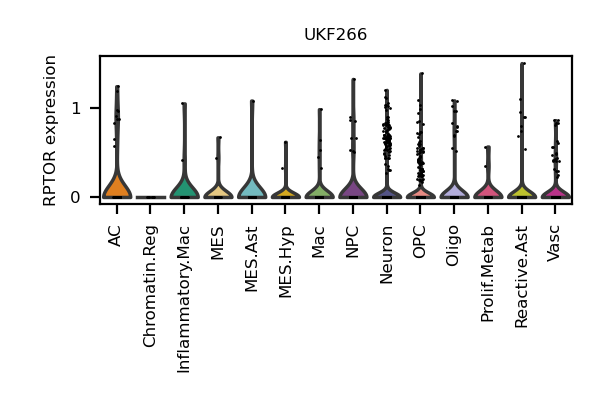 UKF266
RPTOR expression
1
0
AC
Chromatin.Reg
Inflammatory.Mac
MES
MES.Ast
MES.Hyp
Mac
NPC
Neuron
OPC
Oligo
Prolif.Metab
Reactive.Ast
Vasc